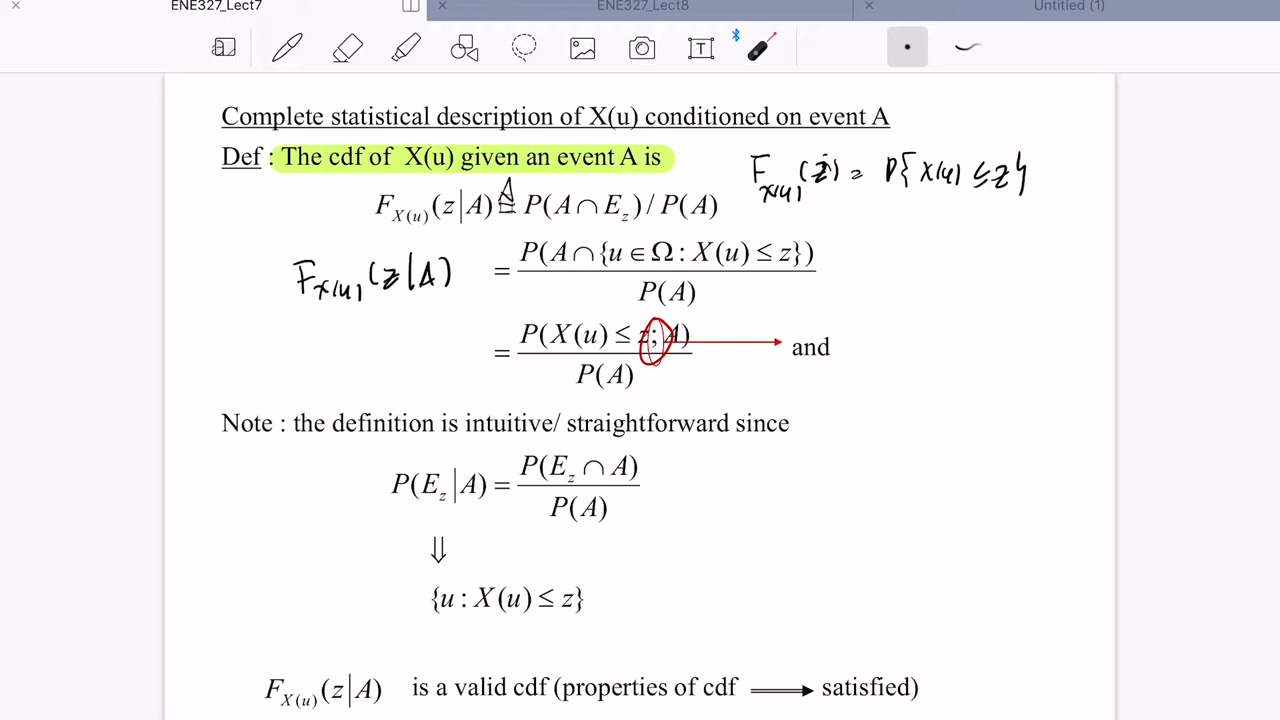 ENE327_Lect7 ENE327_Lect8 Untitled (1)
Complete statistical description of X(u) conditioned on event A
Def : The cdf of X(u) given an event A is
F_X(u) (z) = P{X(u) ≤ z}
F_X(u) (z|A) ≜ P(A ∩ E_z) / P(A)
F_X(u) (z|A) = P(A ∩ {u ∈ Ω : X(u) ≤ z}) / P(A)
= P(X(u) ≤ z; A) / P(A) → and
Note : the definition is intuitive/ straightforward since
P(E_z|A) = P(E_z ∩ A) / P(A)
⇓
{u : X(u) ≤ z}
F_X(u) (z|A) is a valid cdf (properties of cdf ⟹ satisfied)